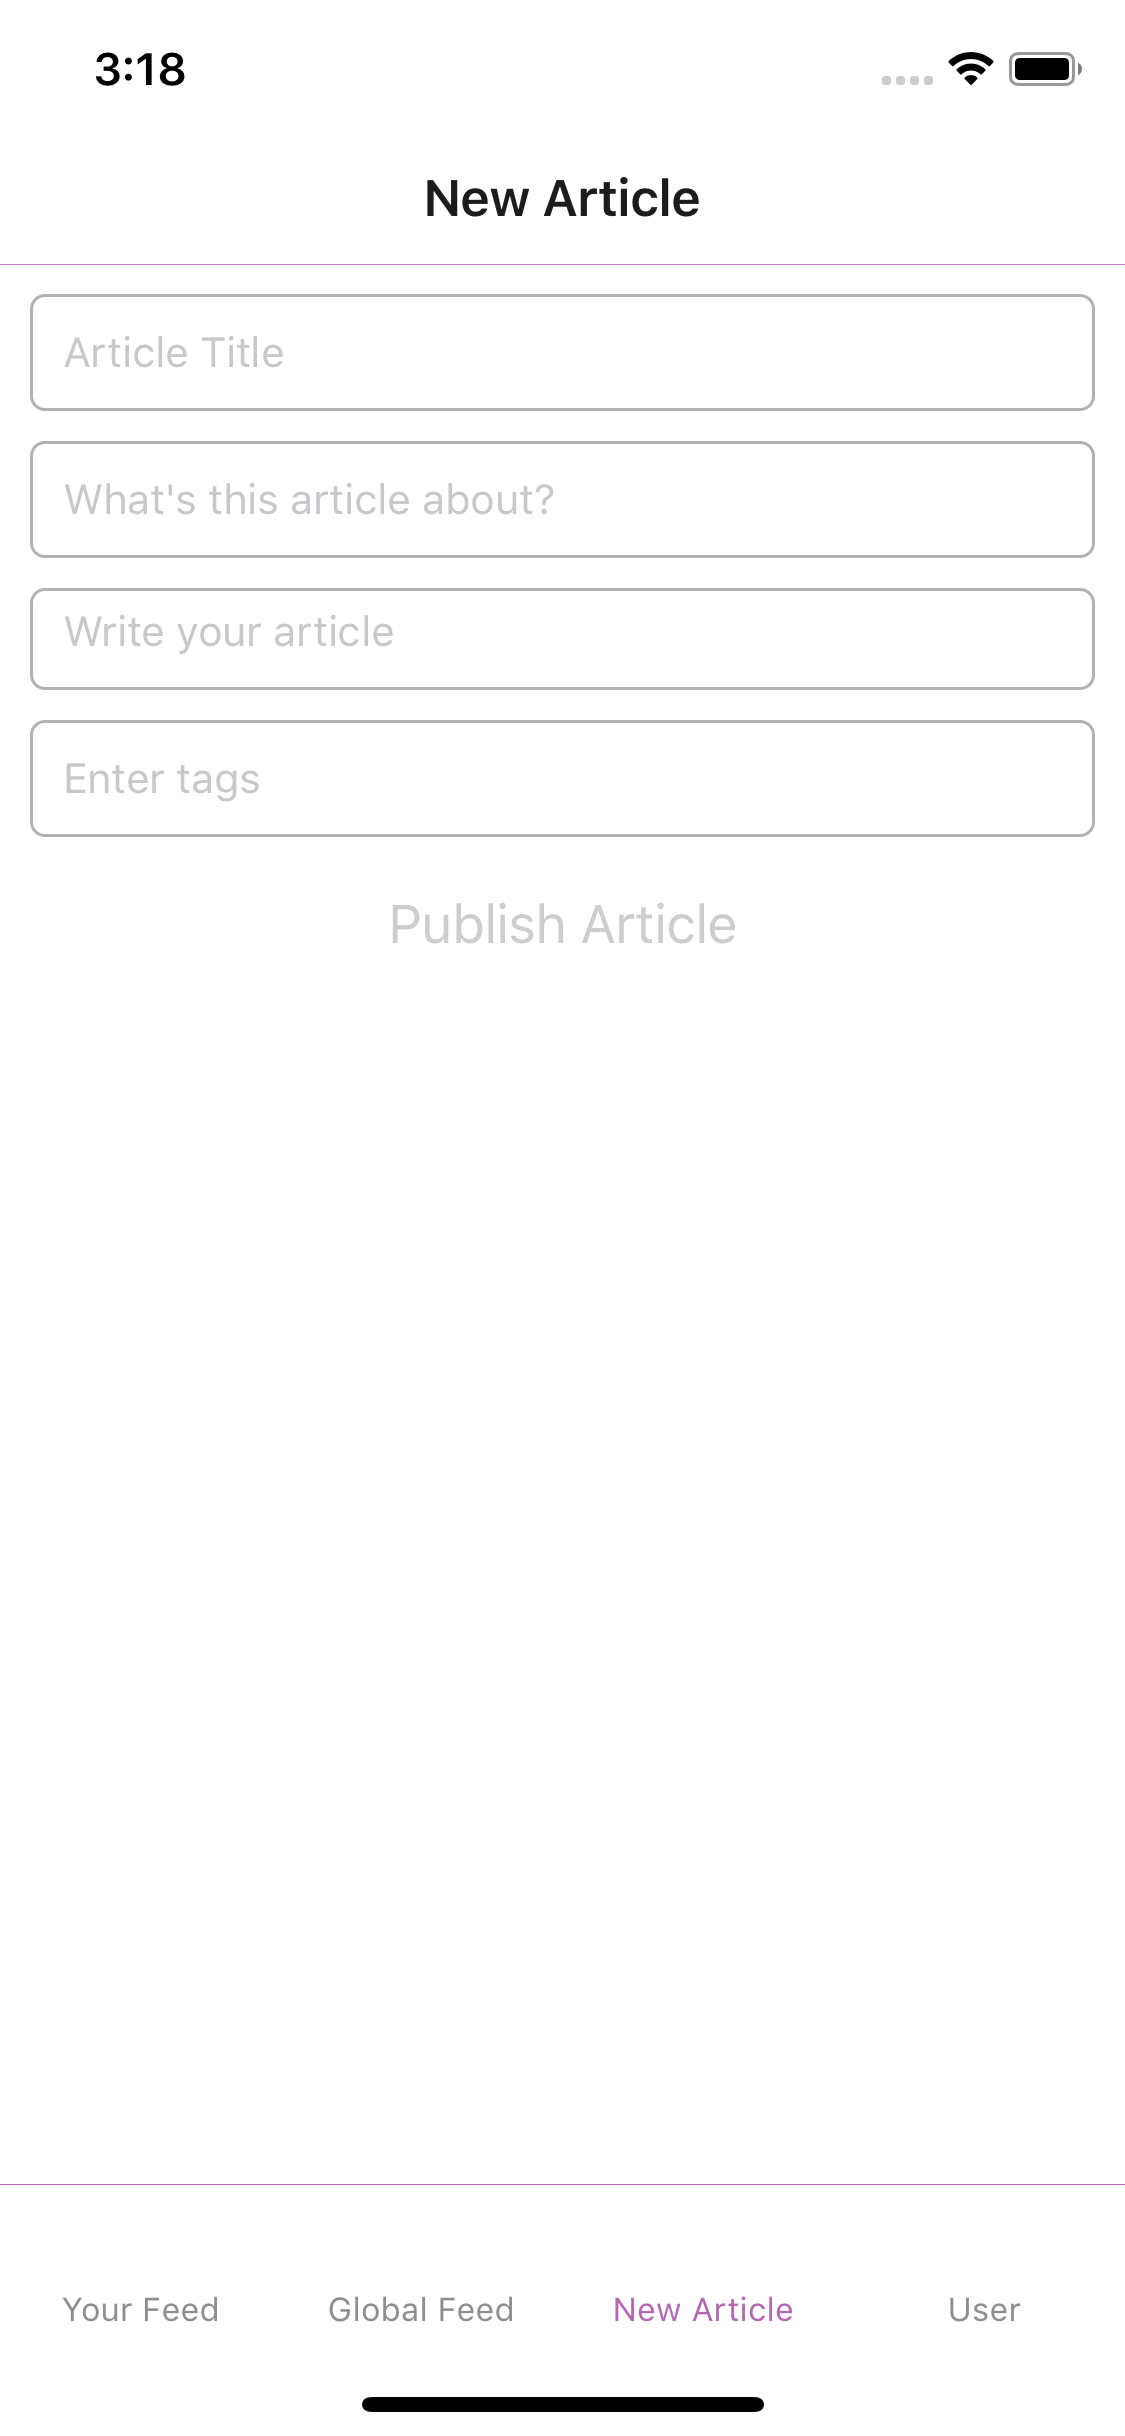 3:18
New Article
Article Title
What's this article about?
Write your article
Enter tags
Publish Article
Your Feed
Global Feed
New Article
User